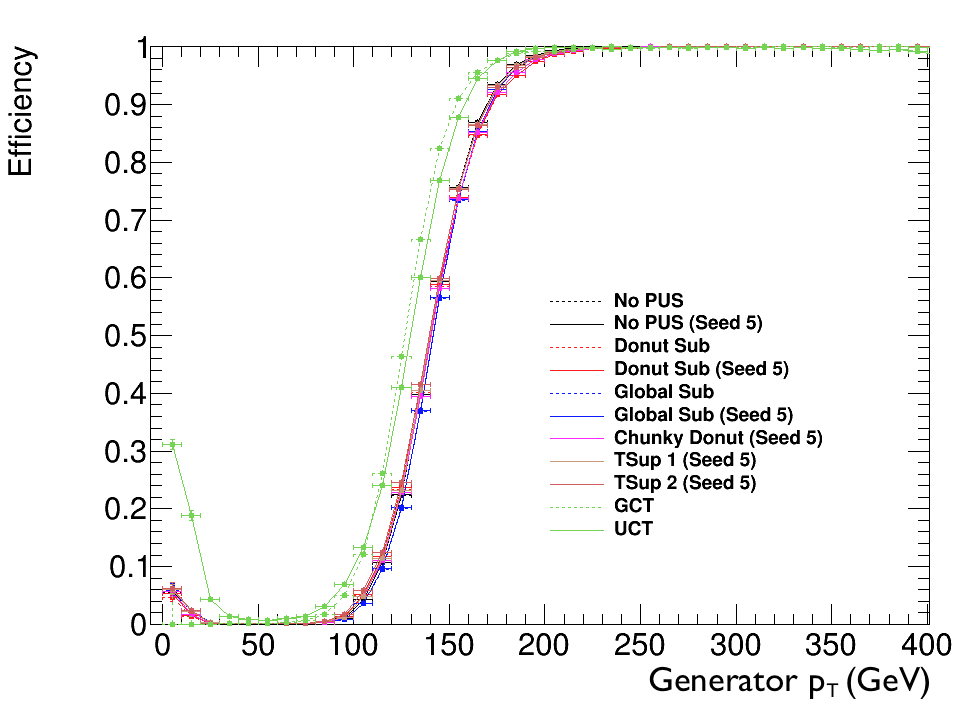 Efficiency
1
0.9
0.8
0.7
0.6
0.5
0.4
0.3
0.2
0.1
0
No PUS
No PUS (Seed 5)
Donut Sub
Donut Sub (Seed 5)
Global Sub
Global Sub (Seed 5)
Chunky Donut (Seed 5)
TSup 1 (Seed 5)
TSup 2 (Seed 5)
GCT
UCT
0 50 100 150 200 250 300 350 400
Generator pT (GeV)